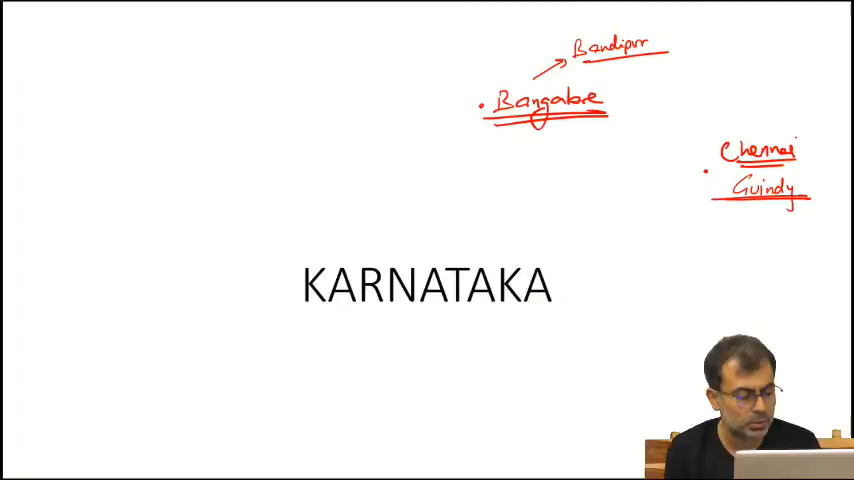 Bandipur
Bangalore
Chennai
Guindy
KARNATAKA